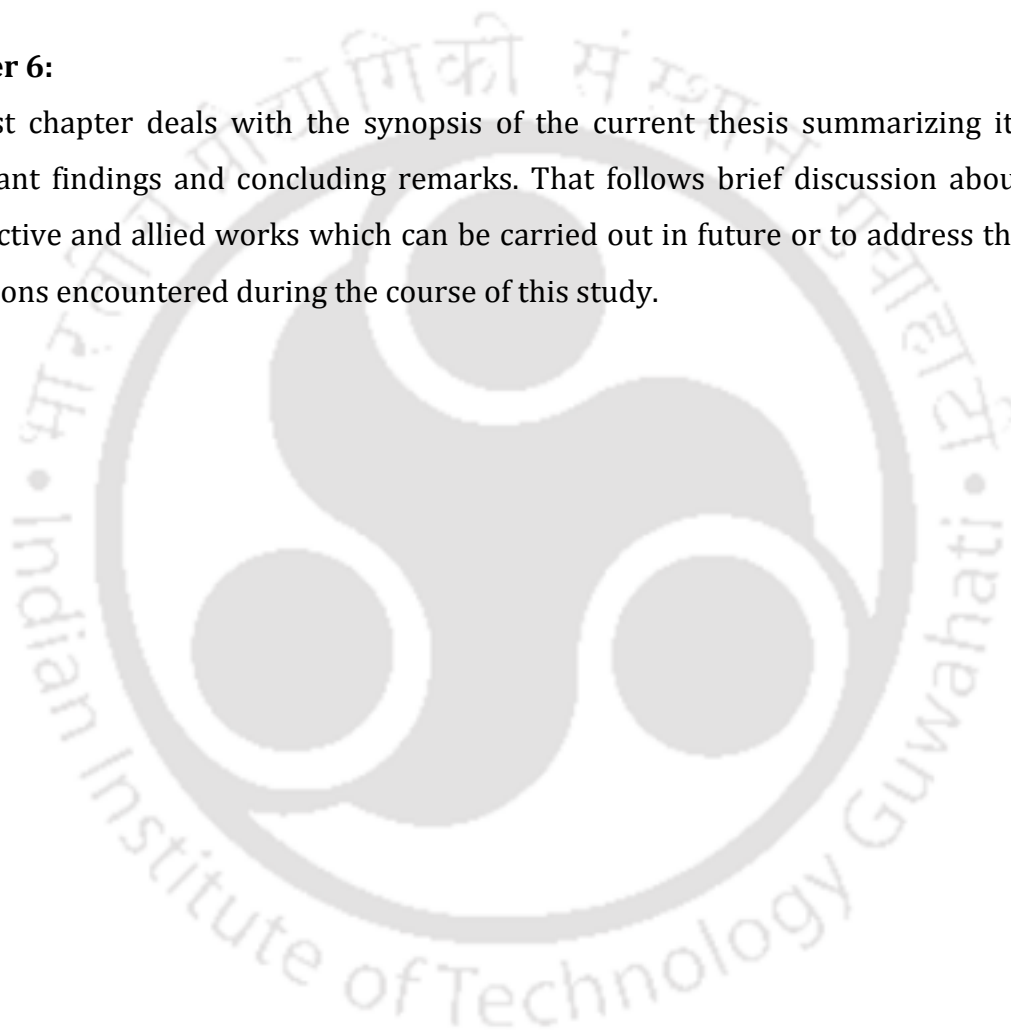 er 6:
st chapter deals with the synopsis of the current thesis summarizing it
ant findings and concluding remarks. That follows brief discussion abou
ctive and allied works which can be carried out in future or to address th
ons encountered during the course of this study.
भारतीय प्रौद्योगिकी संस्थान गुवाहाटी
• Indian Institute of Technology Guwahati •